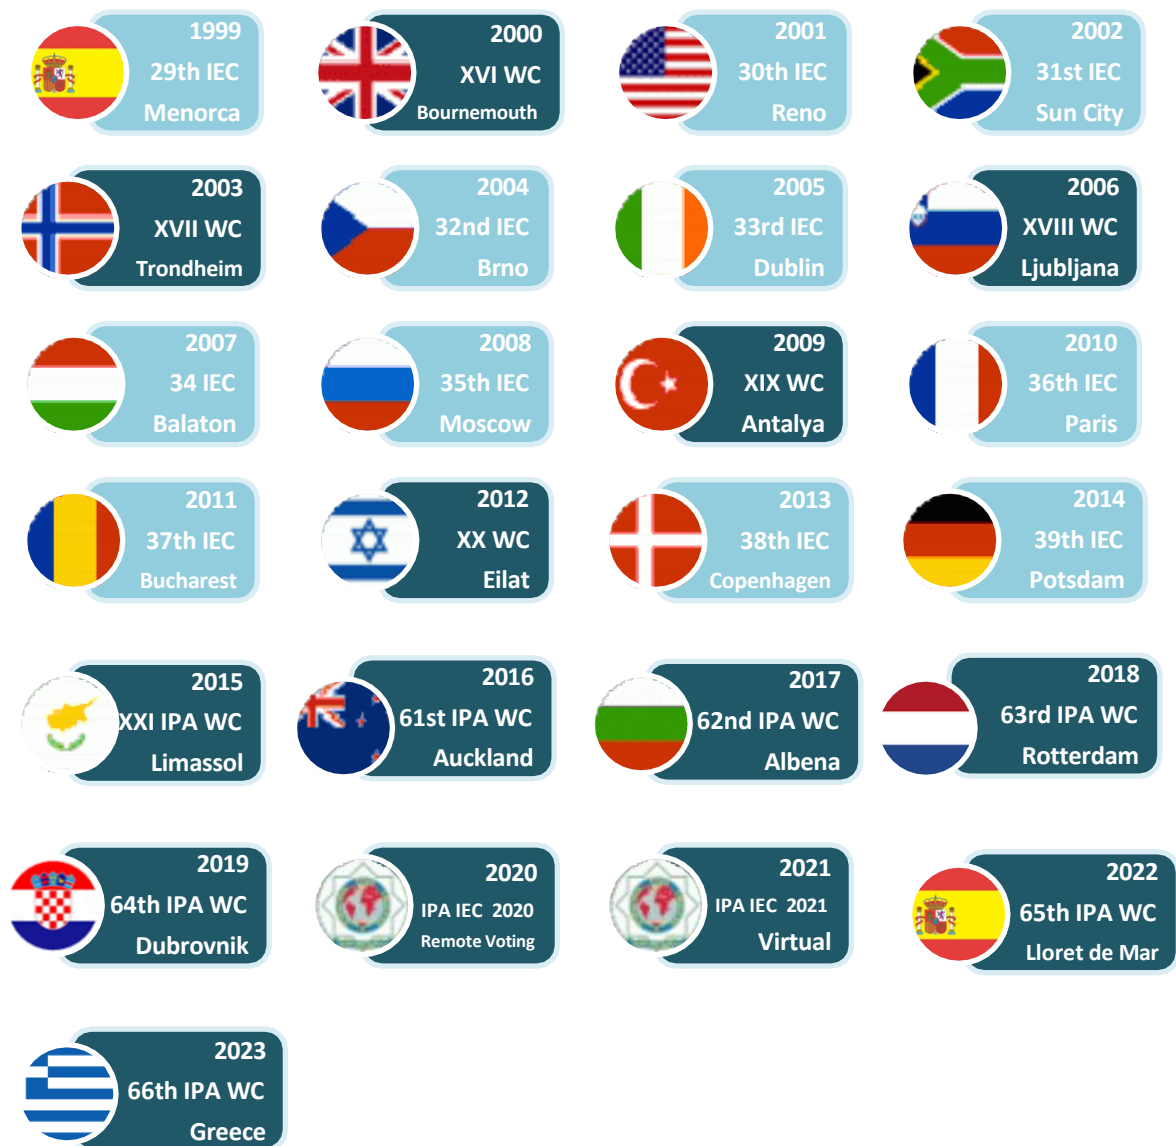 1999
29th IEC
Menorca
2000
XVI WC
Bournemouth
2001
30th IEC
Reno
2002
31st IEC
Sun City
2003
XVII WC
Trondheim
2004
32nd IEC
Brno
2005
33rd IEC
Dublin
2006
XVIII WC
Ljubljana
2007
34 IEC
Balaton
2008
35th IEC
Moscow
2009
XIX WC
Antalya
2010
36th IEC
Paris
2011
37th IEC
Bucharest
2012
XX WC
Eilat
2013
38th IEC
Copenhagen
2014
39th IEC
Potsdam
2015
XXI IPA WC
Limassol
2016
61st IPA WC
Auckland
2017
62nd IPA WC
Albena
2018
63rd IPA WC
Rotterdam
2019
64th IPA WC
Dubrovnik
2020
IPA IEC 2020
Remote Voting
2021
IPA IEC 2021
Virtual
2022
65th IPA WC
Lloret de Mar
2023
66th IPA WC
Greece